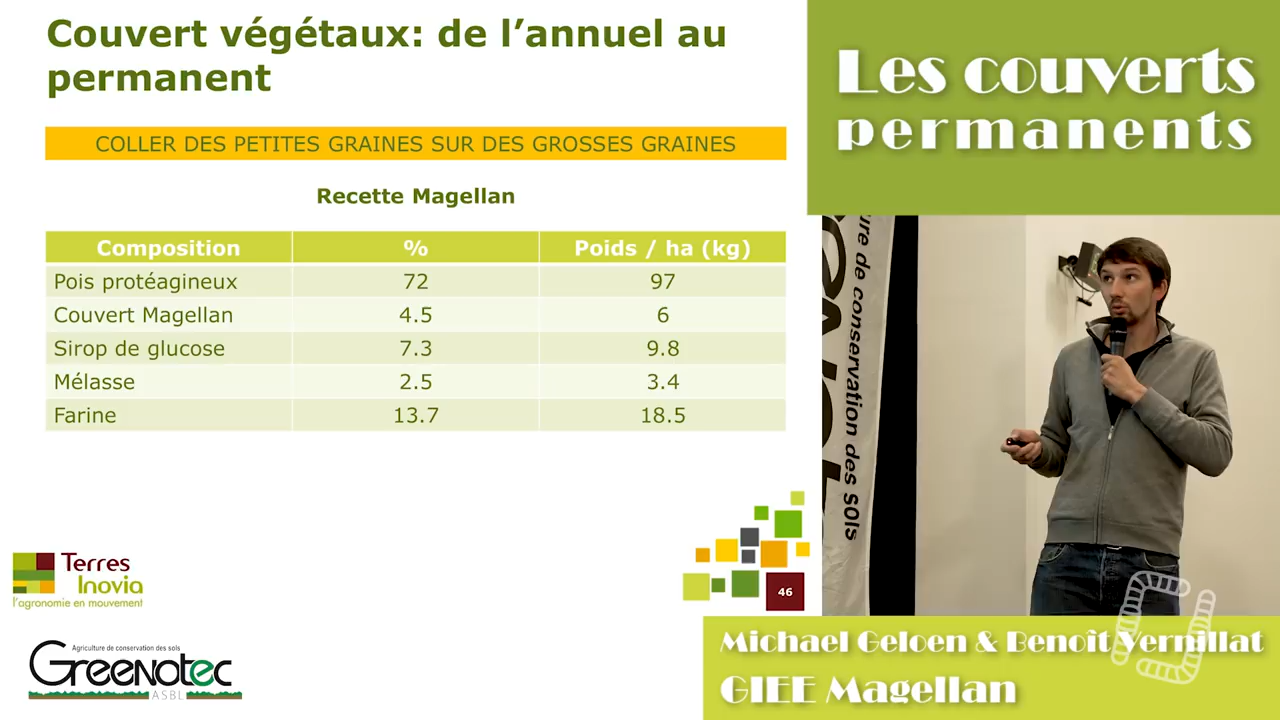 Couvert végétaux: de l’annuel au
permanent
COLLER DES PETITES GRAINES SUR DES GROSSES GRAINES
Recette Magellan
Composition % Poids / ha (kg)
Pois protéagineux 72 97
Couvert Magellan 4.5 6
Sirop de glucose 7.3 9.8
Mélasse 2.5 3.4
Farine 13.7 18.5
46
Terres
Inovia
l’agronomie en mouvement
Agriculture de conservation des sols
Greenotec
ASBL
Les couverts
permanents
ure de conservation des sols
Michael Geloen & Benoît Vernillat
GIEE Magellan